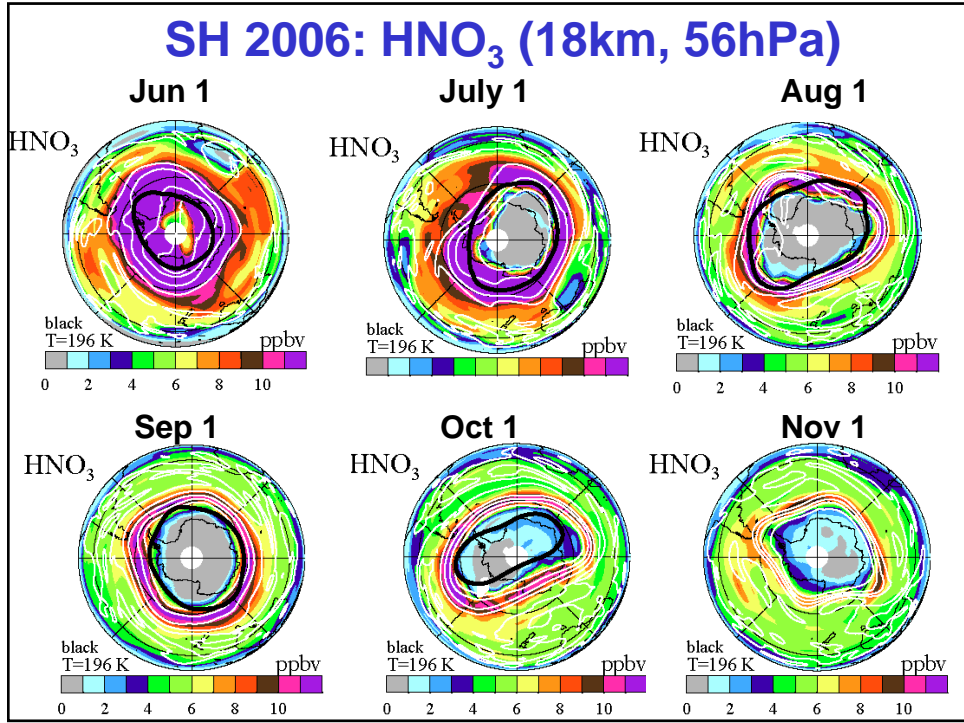 SH 2006: HNO₃ (18km, 56hPa)
Jun 1
HNO₃
black
T=196 K
ppbv
0 2 4 6 8 10
July 1
HNO₃
black
T=196 K
ppbv
Aug 1
HNO₃
black
T=196 K
ppbv
0 2 4 6 8 10
Sep 1
HNO₃
black
T=196 K
ppbv
0 2 4 6 8 10
Oct 1
HNO₃
black
T=196 K
ppbv
0 2 4 6 8 10
Nov 1
HNO₃
black
T=196 K
ppbv
0 2 4 6 8 10